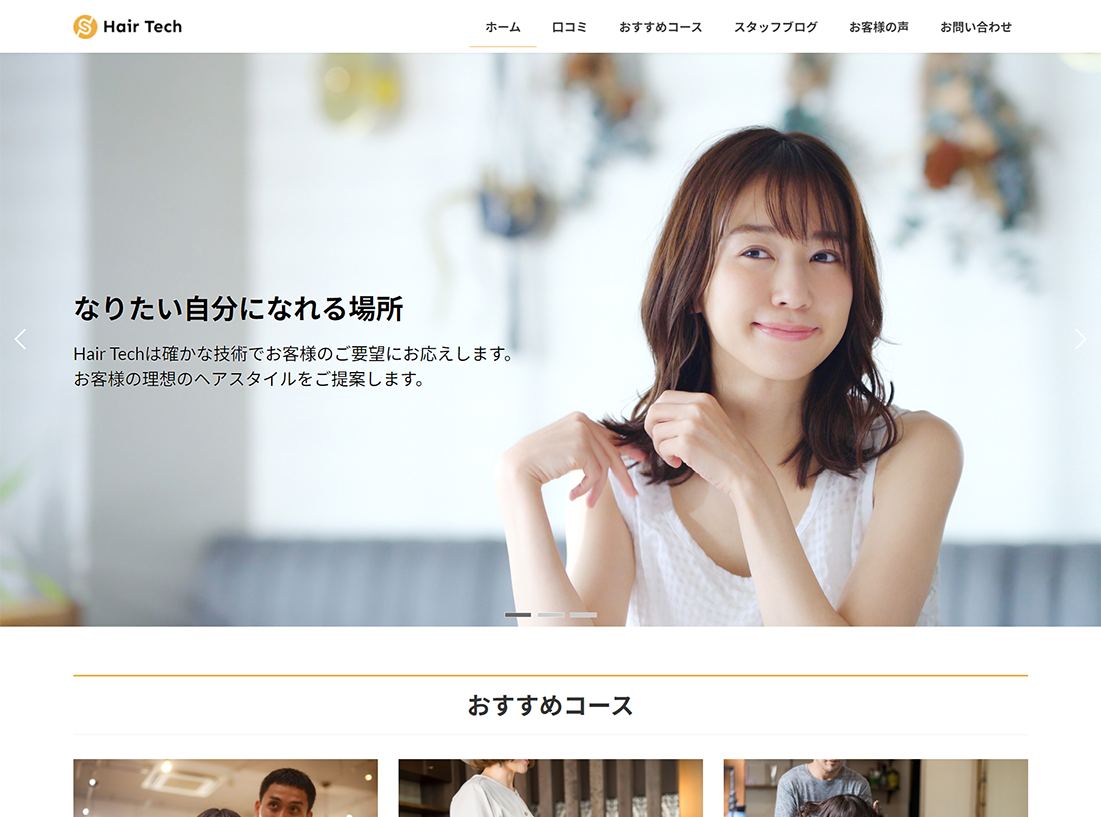 Hair Tech
ホーム
口コミ
おすすめコース
スタッフブログ
お客様の声
お問い合わせ
なりたい自分になれる場所
Hair Techは確かな技術でお客様のご要望にお応えします。
お客様の理想のヘアスタイルをご提案します。
おすすめコース